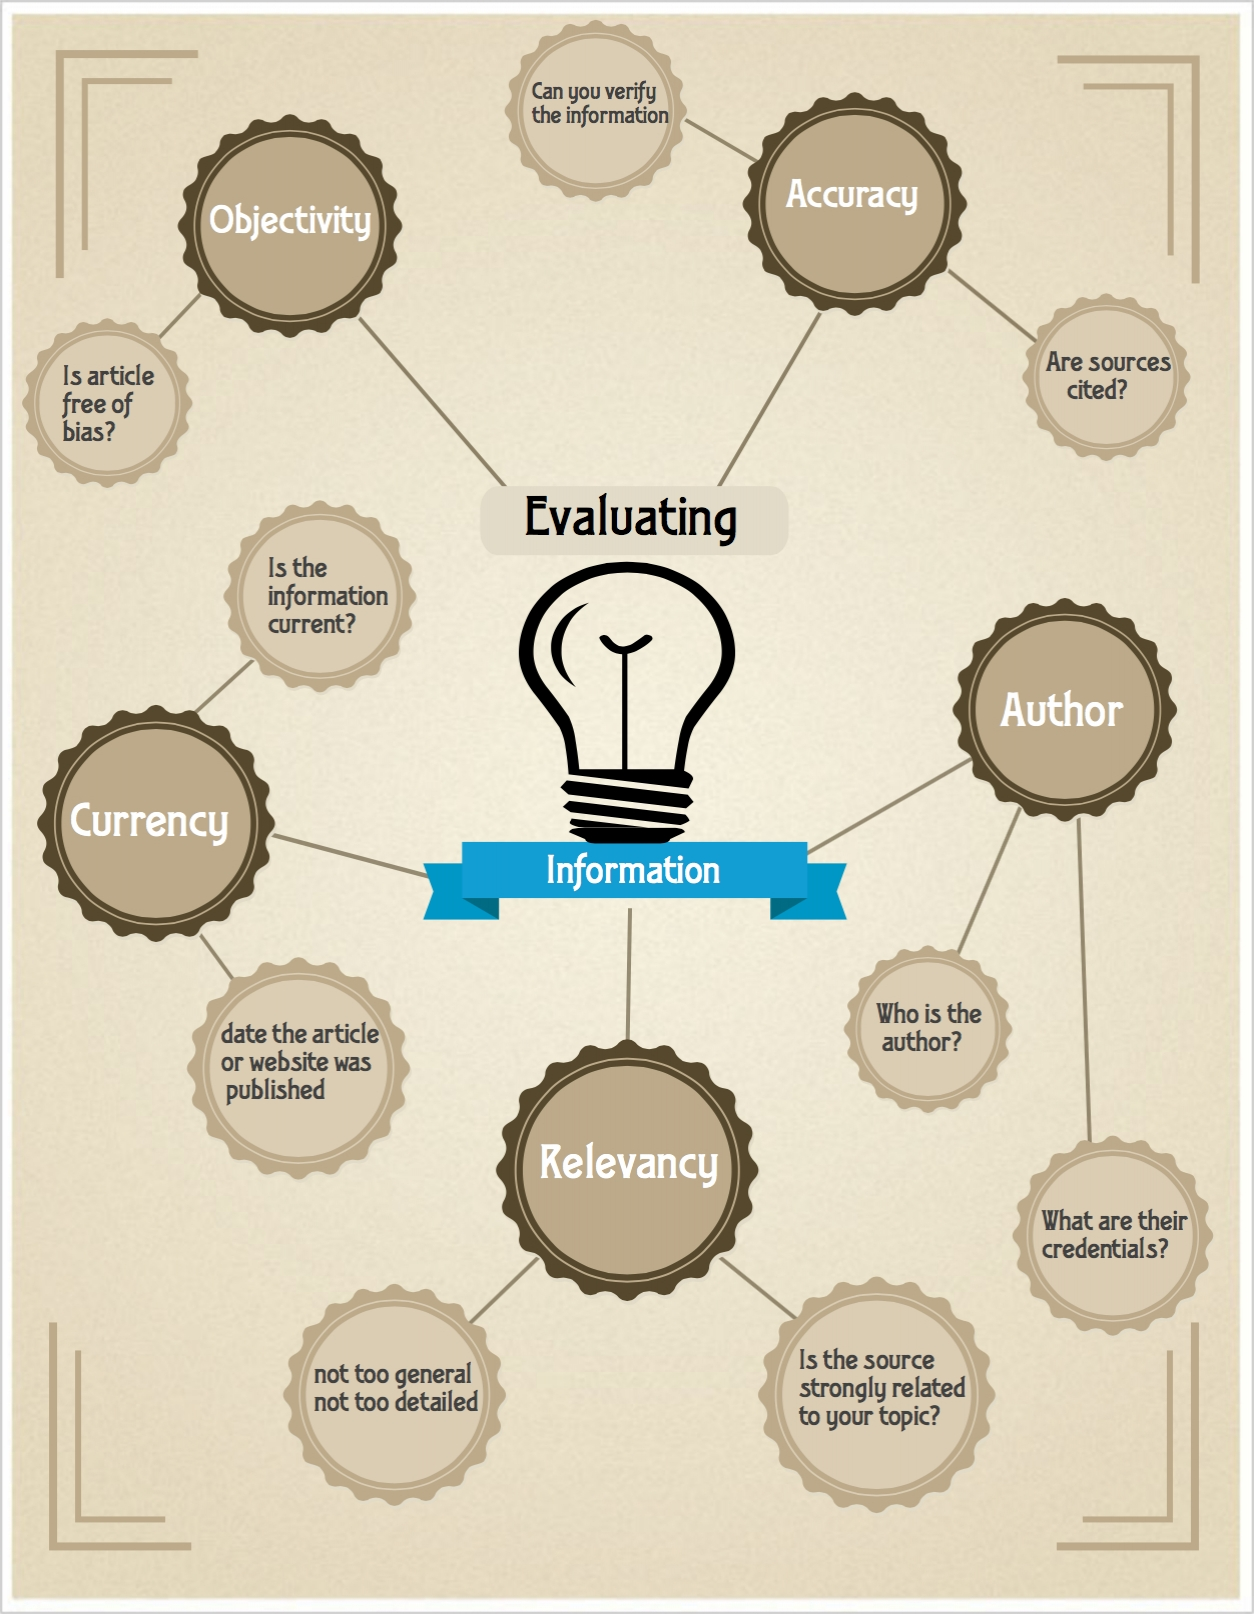 Can you verify
the information
Accuracy
Objectivity
Are sources
cited?
Is article
free of
bias?
Evaluating
Is the
information
current?
Author
Currency
Information
Who is the
author?
date the article
or website was
published
Relevancy
What are their
credentials?
not too general
not too detailed
Is the source
strongly related
to your topic?